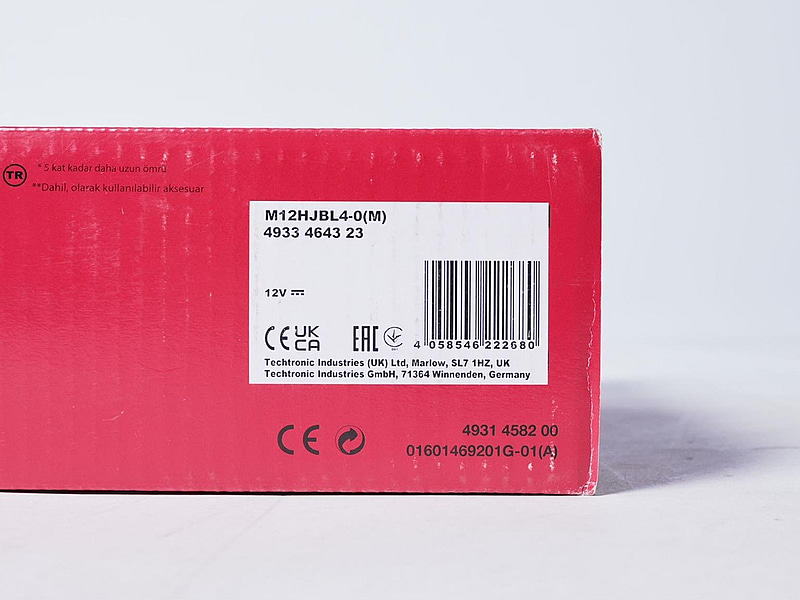 TR
* 5 kat kadar daha uzun ömrü
**Dahil, olarak kullanılabilir aksesuar
M12HJBL4-0(M)
4933 4643 23
12V
CE UK CA EAC
4 058546 222680
Techtronic Industries (UK) Ltd, Marlow, SL7 1HZ, UK
Techtronic Industries GmbH, 71364 Winnenden, Germany
CE
4931 4582 00
01601469201G-01(A)